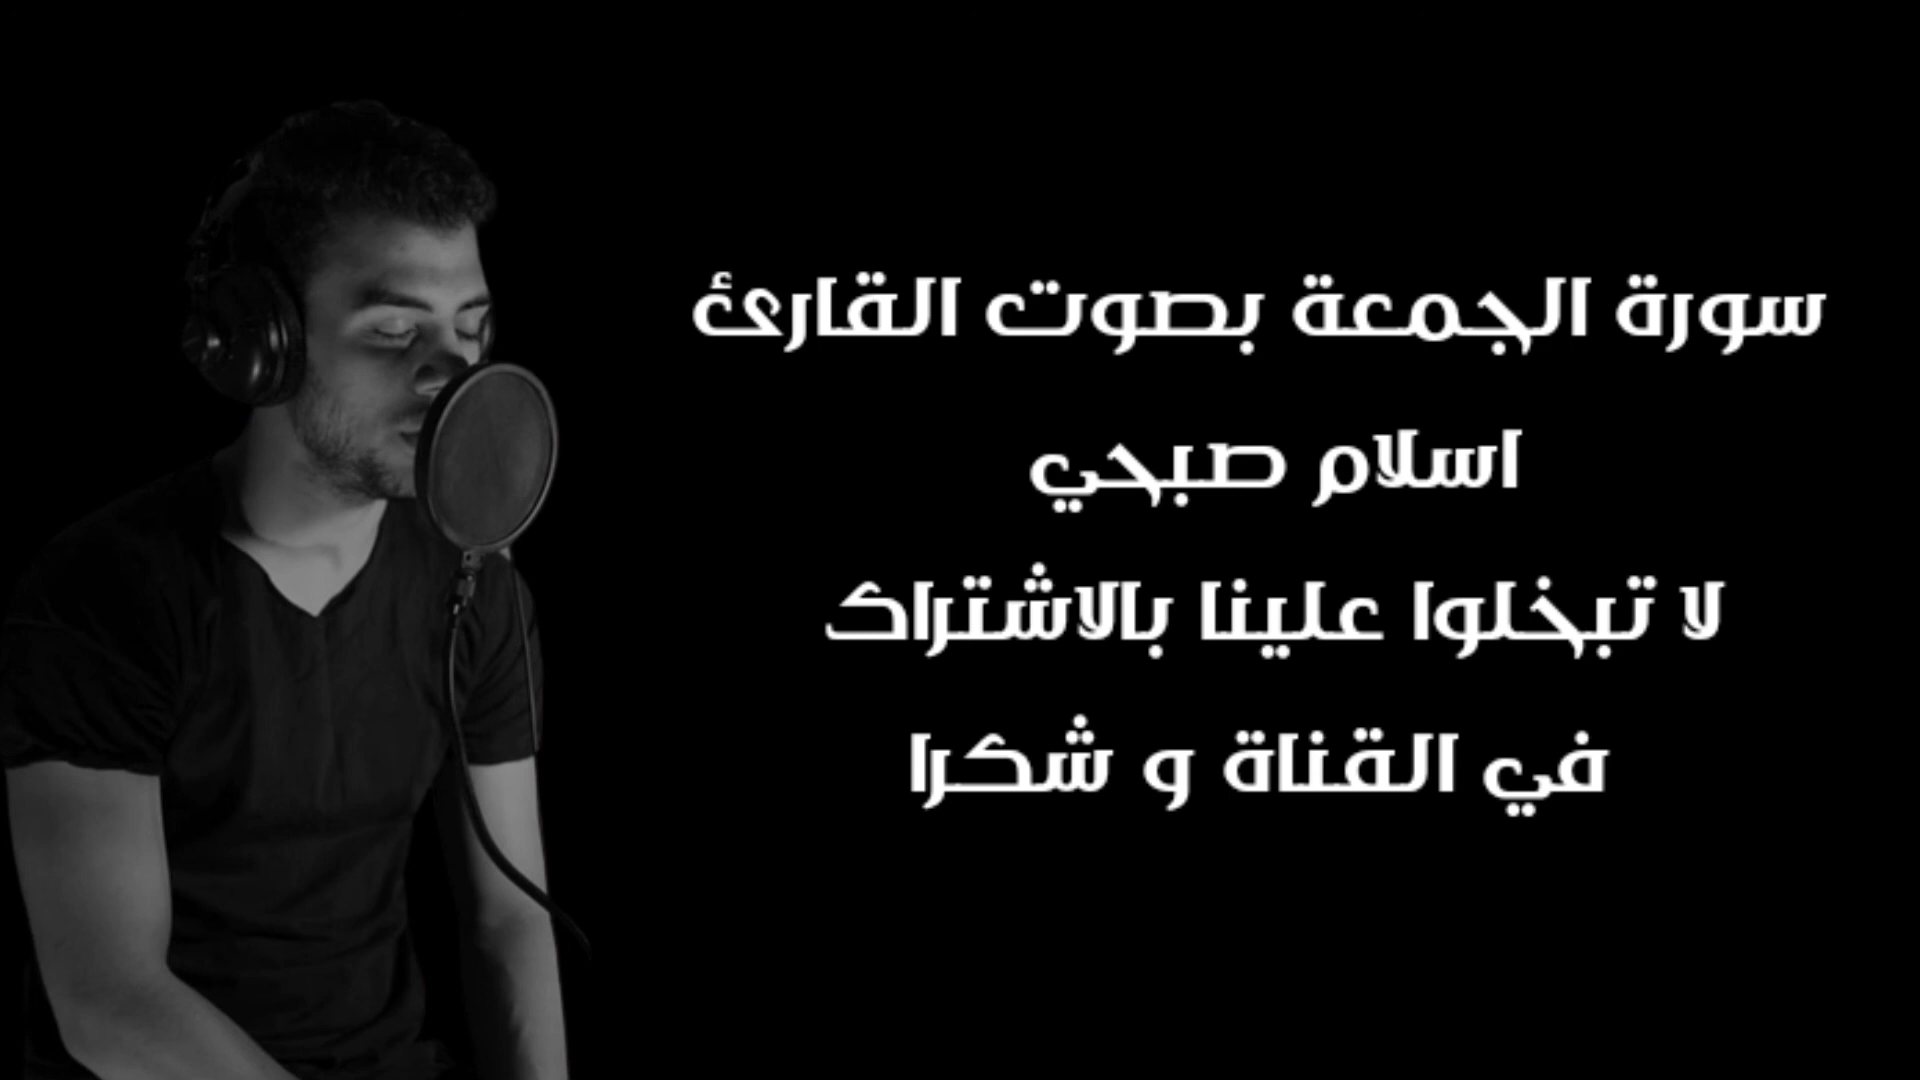 سورة الجمعة بصوت القارئ
اسلام صبحي
لا تبخلوا علينا بالاشتراك
في القناة و شكرا